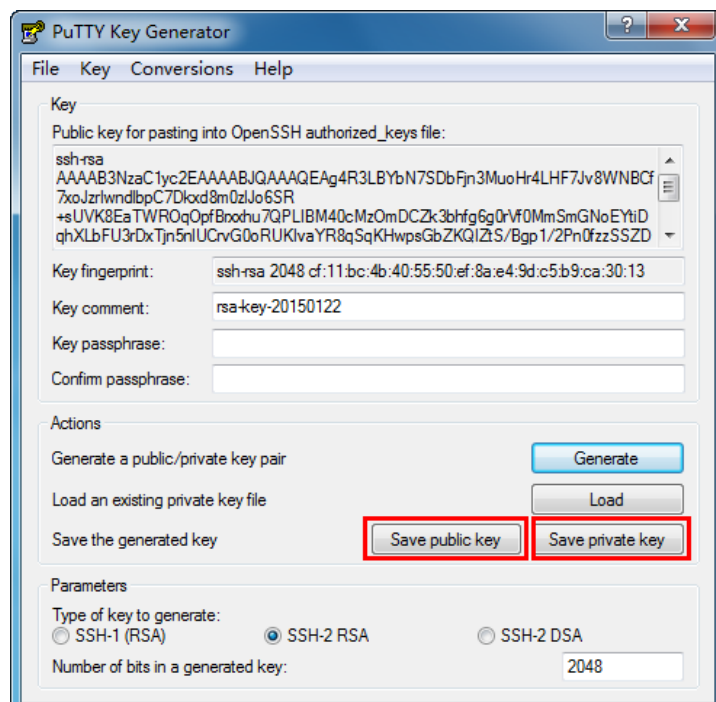 PuTTY Key Generator
File Key Conversions Help
Key
Public key for pasting into OpenSSH authorized_keys file:
ssh-rsa
AAAAB3NzaC1yc2EAAAABJQAAAQEAg4R3LBYbN7SDbFjn3MuoHr4LHF7Jv8WNBCf
7xoJzrlwndlbpC7Dkxd8m0zlJo6SR
+sUVK8EaTWROqOpfBrxxhu7QPLIBM40cMzOmDCZk3bhfg6g0rVf0MmSmGNoEYtiD
qhXLbFU3rDxTjn5nlUCrvG0oRUKlvaYR8qSqKHwpsGbZKQlZtS/Bgp1/2Pn0fzzSSZD
Key fingerprint: ssh-rsa 2048 cf:11:bc:4b:40:55:50:ef:8a:e4:9d:c5:b9:ca:30:13
Key comment: rsa-key-20150122
Key passphrase:
Confirm passphrase:
Actions
Generate a public/private key pair Generate
Load an existing private key file Load
Save the generated key Save public key Save private key
Parameters
Type of key to generate:
SSH-1 (RSA) SSH-2 RSA SSH-2 DSA
Number of bits in a generated key: 2048